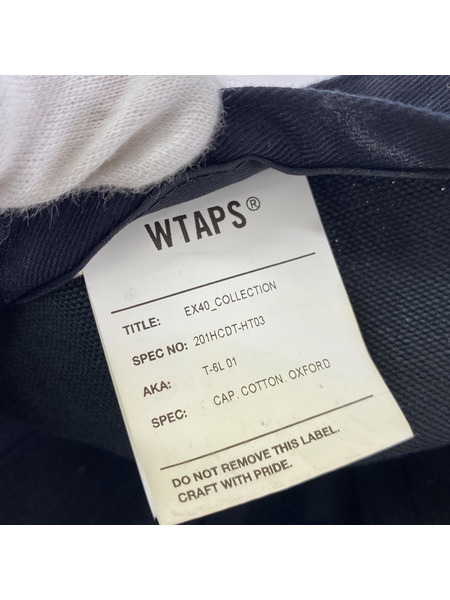 WTAPS®
TITLE: EX40_COLLECTION
SPEC NO: 201HCDT-HT03
AKA: T-6L 01
SPEC: CAP. COTTON. OXFORD
DO NOT REMOVE THIS LABEL.
CRAFT WITH PRIDE.